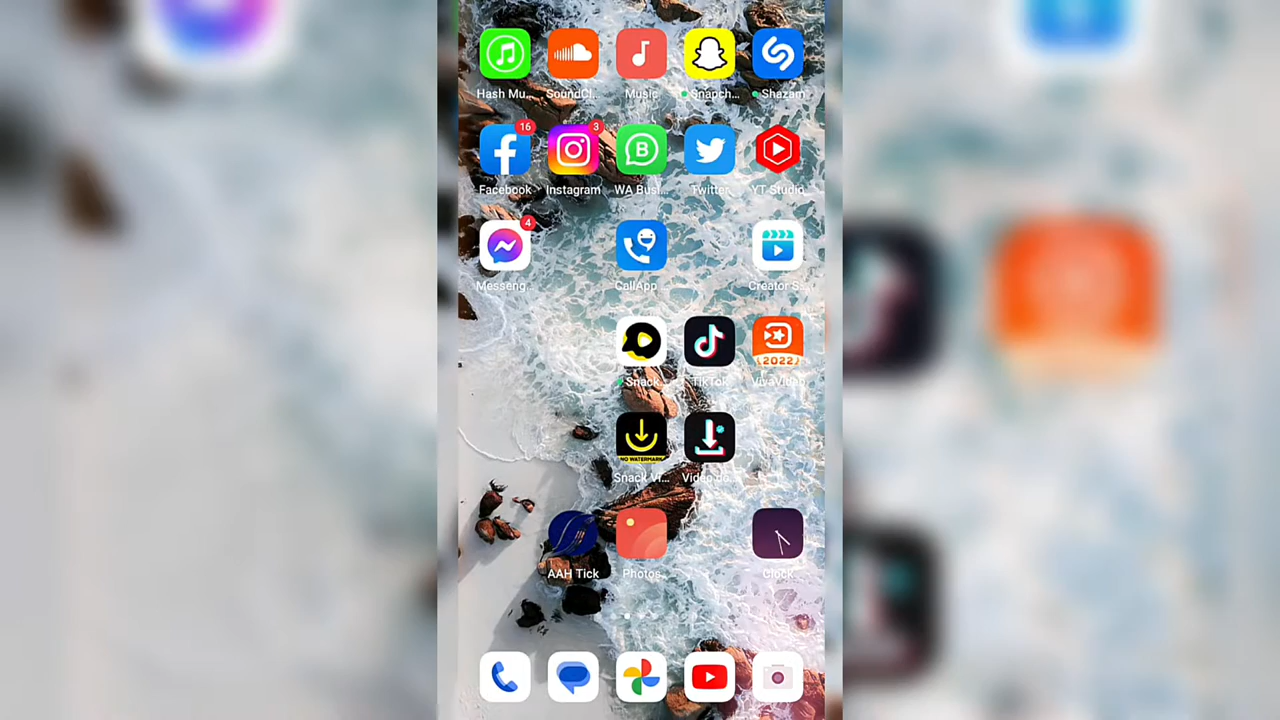 Hash Mu... SoundCl... Music Snapch... Shazam
16 3
Facebook Instagram WA Busi... Twitter YT Studio
4
Messeng... CallApp ... Creator S...
2022
Snack ... TikTok VivaVideo
NO WATERMARK
Snack Vi... Video do...
AAH Tick Photos Clock